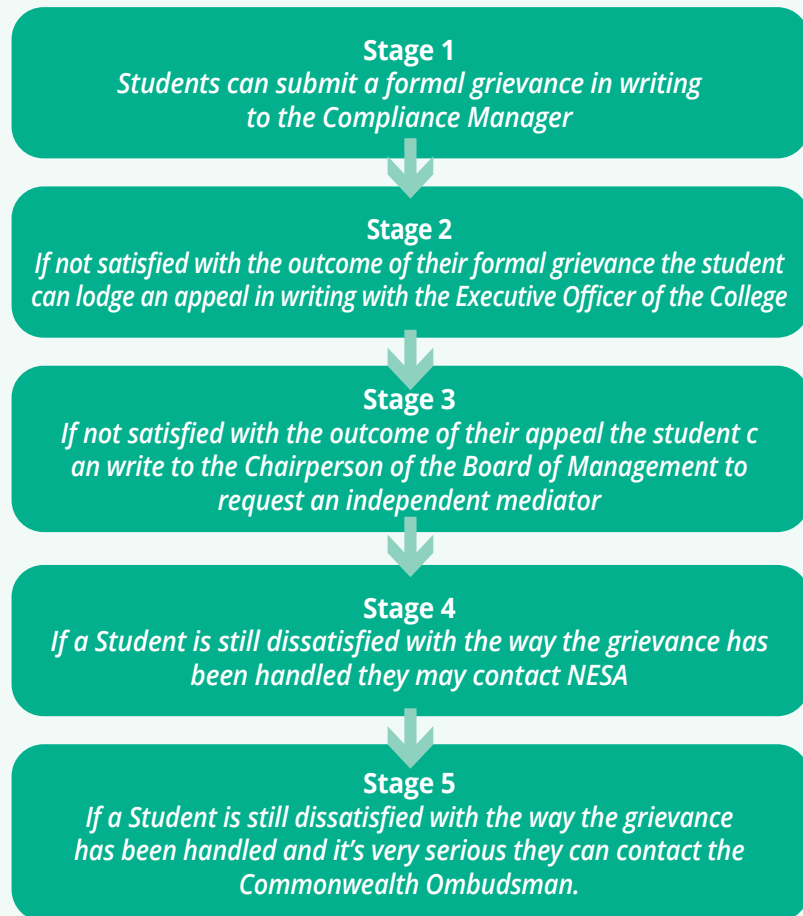 Stage 1
Students can submit a formal grievance in writing
to the Compliance Manager
Stage 2
If not satisfied with the outcome of their formal grievance the student
can lodge an appeal in writing with the Executive Officer of the College
Stage 3
If not satisfied with the outcome of their appeal the student c
an write to the Chairperson of the Board of Management to
request an independent mediator
Stage 4
If a Student is still dissatisfied with the way the grievance has
been handled they may contact NESA
Stage 5
If a Student is still dissatisfied with the way the grievance
has been handled and it’s very serious they can contact the
Commonwealth Ombudsman.